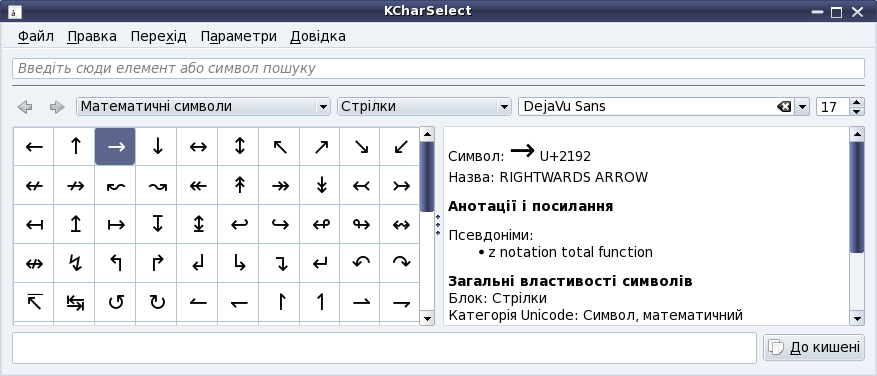 KCharSelect
Файл Правка Перехід Параметри Довідка
Введіть сюди елемент або символ пошуку
Математичні символи Стрілки DejaVu Sans 17
← ↑ → ↓ ↔ ↕ ↖ ↗ ↘ ↙
↚ ↛ ↜ ↝ ↞ ↟ ↠ ↡ ↢ ↣
↤ ↥ ↦ ↧ ↨ ↩ ↪ ↫ ↬ ↭
↮ ↯ ↰ ↱ ↲ ↳ ↴ ↵ ↶ ↷
↸ ↹ ↺ ↻ ↼ ↽ ↾ ↿ ⇀ ⇁
Символ: → U+2192
Назва: RIGHTWARDS ARROW
Анотації і посилання
Псевдоніми:
• z notation total function
Загальні властивості символів
Блок: Стрілки
Категорія Unicode: Символ, математичний
До кишені